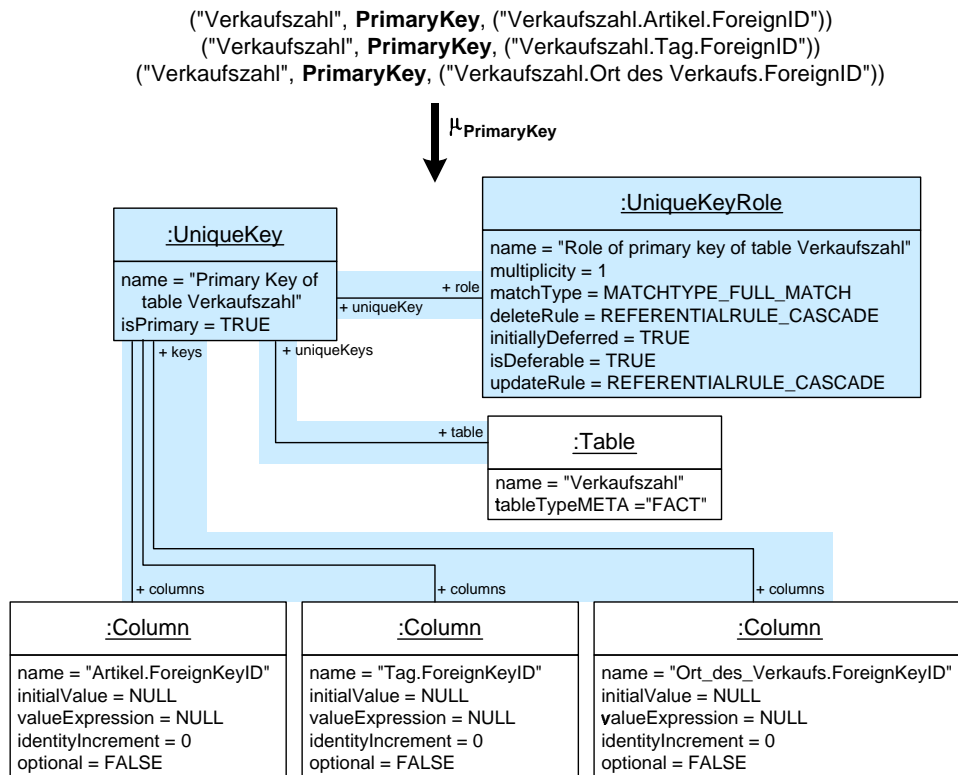 ("Verkaufszahl", PrimaryKey, ("Verkaufszahl.Artikel.ForeignID"))
("Verkaufszahl", PrimaryKey, ("Verkaufszahl.Tag.ForeignID"))
("Verkaufszahl", PrimaryKey, ("Verkaufszahl.Ort des Verkaufs.ForeignID"))
μPrimaryKey
:UniqueKey
name = "Primary Key of
table Verkaufszahl"
isPrimary = TRUE
:UniqueKeyRole
name = "Role of primary key of table Verkaufszahl"
multiplicity = 1
matchType = MATCHTYPE_FULL_MATCH
deleteRule = REFERENTIALRULE_CASCADE
initiallyDeferred = TRUE
isDeferable = TRUE
updateRule = REFERENTIALRULE_CASCADE
+ role
+ uniqueKey
+ keys
+ uniqueKeys
+ table
:Table
name = "Verkaufszahl"
tableTypeMETA ="FACT"
+ columns
+ columns
+ columns
:Column
name = "Artikel.ForeignKeyID"
initialValue = NULL
valueExpression = NULL
identityIncrement = 0
optional = FALSE
:Column
name = "Tag.ForeignKeyID"
initialValue = NULL
valueExpression = NULL
identityIncrement = 0
optional = FALSE
:Column
name = "Ort_des_Verkaufs.ForeignKeyID"
initialValue = NULL
valueExpression = NULL
identityIncrement = 0
optional = FALSE